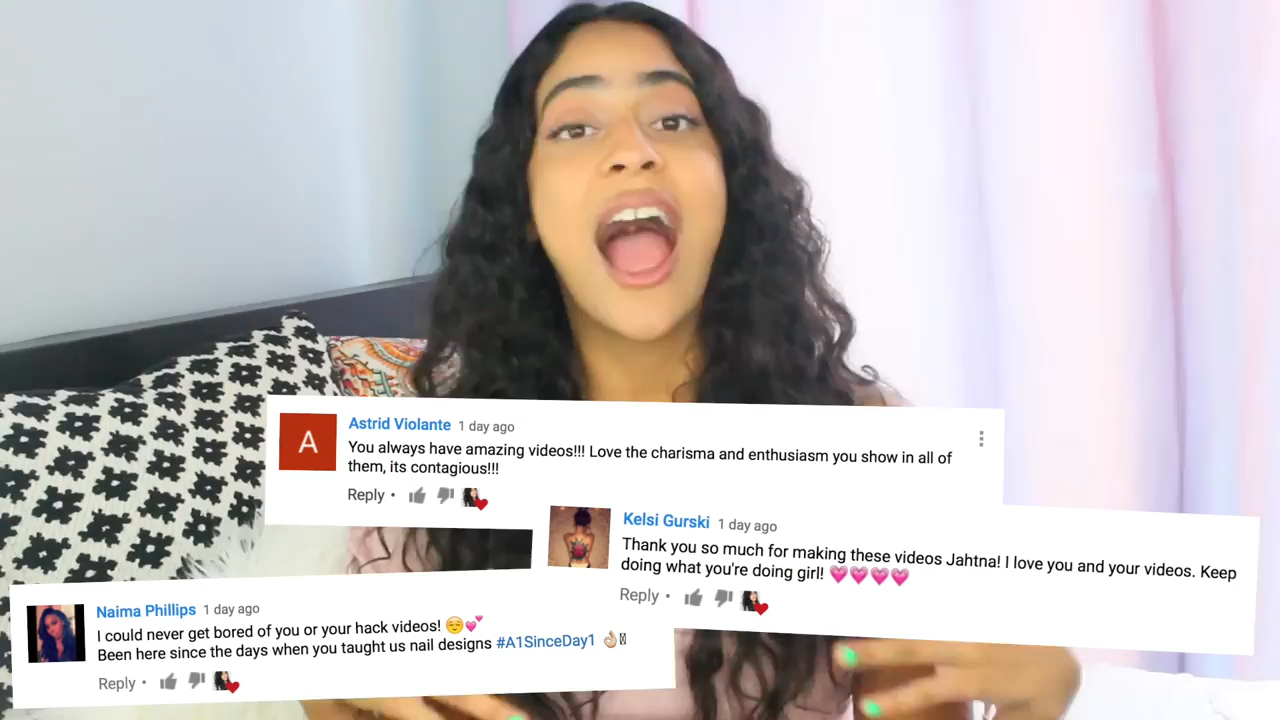 A
Astrid Violante 1 day ago
You always have amazing videos!!! Love the charisma and enthusiasm you show in all of
them, its contagious!!!
Reply •
Kelsi Gurski 1 day ago
Thank you so much for making these videos Jahtna! I love you and your videos. Keep
doing what you're doing girl! 💗💗💗💗
Reply •
Naima Phillips 1 day ago
I could never get bored of you or your hack videos! 😌💕
Been here since the days when you taught us nail designs #A1SinceDay1 👌🏼
Reply •